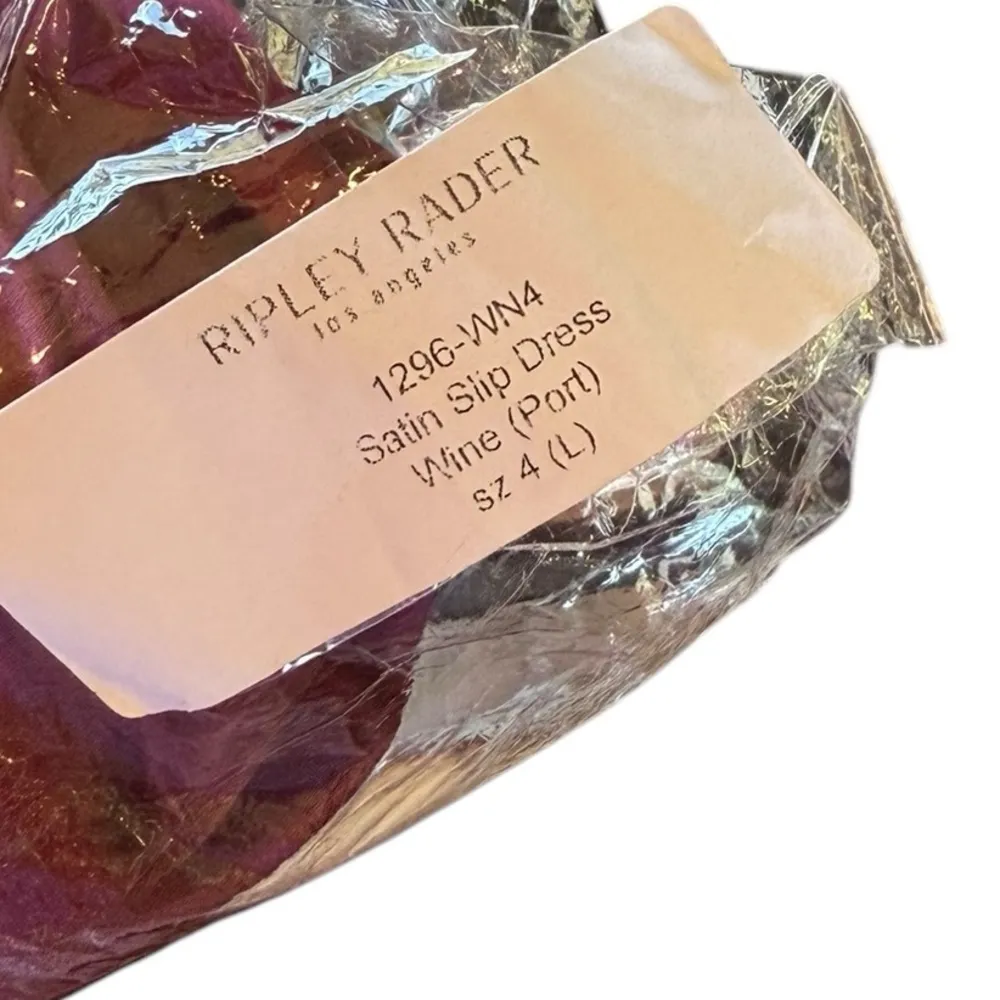 RIPLEY RADER
los angeles
1296-WN4
Satin Slip Dress
Wine (Port)
sz 4 (L)